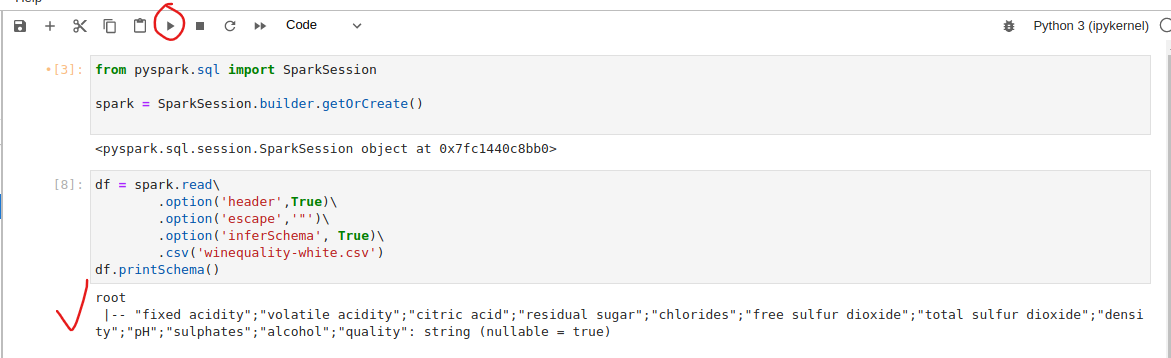 Help
Code
Python 3 (ipykernel)
[3]:
from pyspark.sql import SparkSession
spark = SparkSession.builder.getOrCreate()
<pyspark.sql.session.SparkSession object at 0x7fc1440c8bb0>
[8]:
df = spark.read\
.option('header',True)\
.option('escape','"')\
.option('inferSchema', True)\
.csv('winequality-white.csv')
df.printSchema()
root
|-- "fixed acidity";"volatile acidity";"citric acid";"residual sugar";"chlorides";"free sulfur dioxide";"total sulfur dioxide";"densi
ty";"pH";"sulphates";"alcohol";"quality": string (nullable = true)